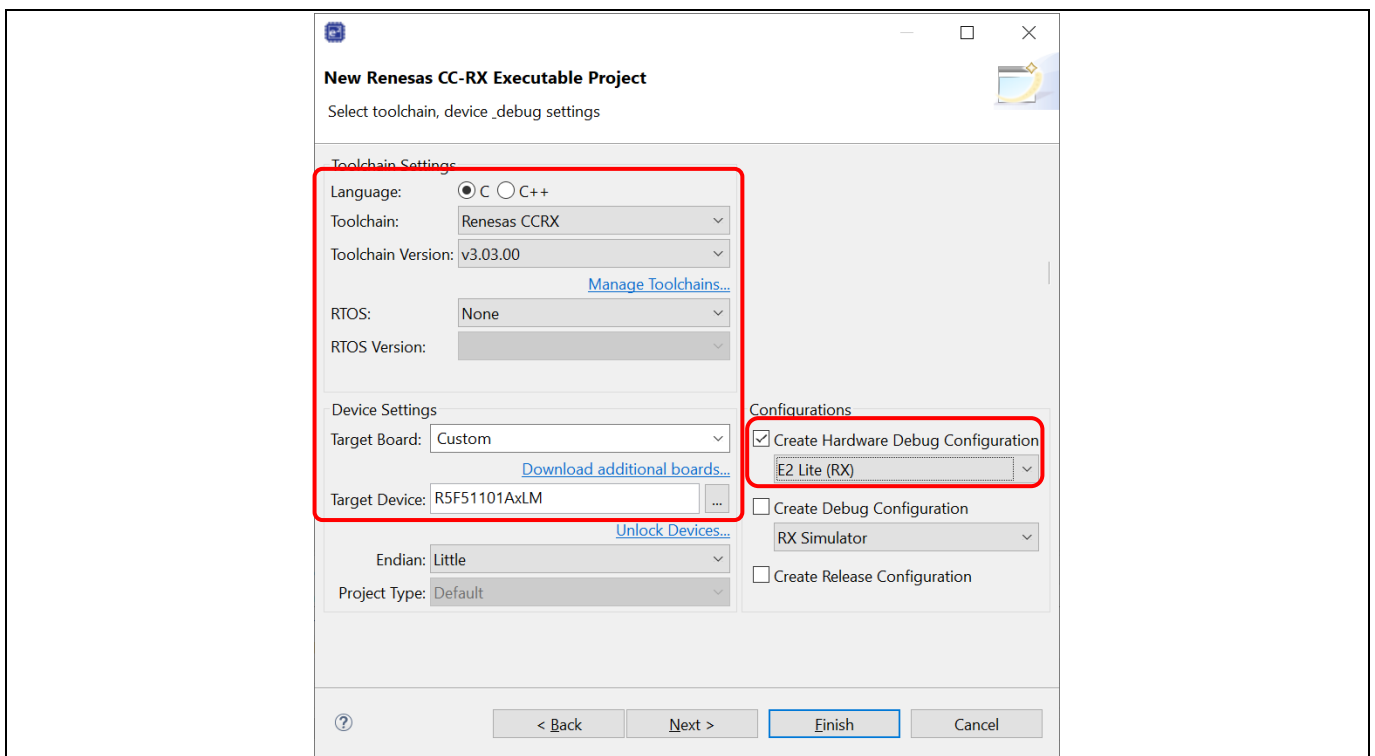 New Renesas CC-RX Executable Project
Select toolchain, device _debug settings
Toolchain Settings
Language: C C++
Toolchain: Renesas CCRX
Toolchain Version: v3.03.00
Manage Toolchains...
RTOS: None
RTOS Version:
Device Settings
Target Board: Custom
Download additional boards...
Target Device: R5F51101AxLM ...
Unlock Devices...
Endian: Little
Project Type: Default
Configurations
Create Hardware Debug Configuration
E2 Lite (RX)
Create Debug Configuration
RX Simulator
Create Release Configuration
? < Back Next > Finish Cancel